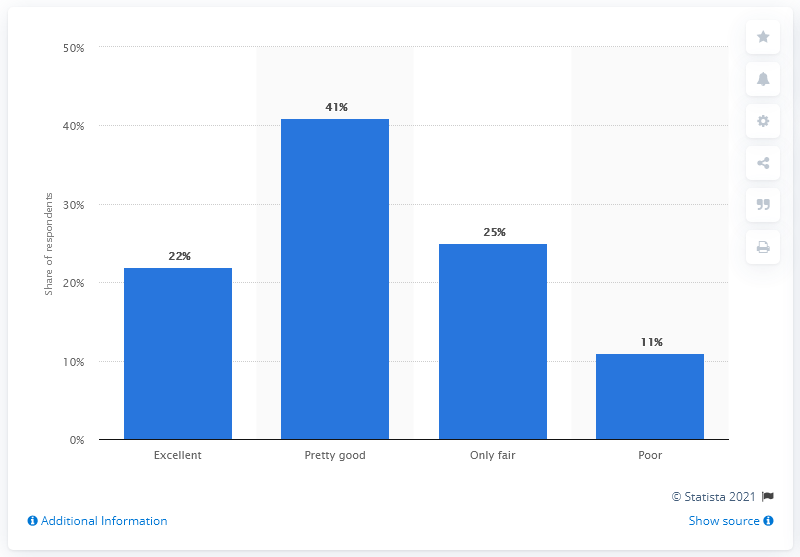 50%
40%
30%
20%
10%
0%
Share of respondents
22%
41%
25%
11%
Excellent
Pretty good
Only fair
Poor
© Statista 2021
Additional Information
Show source